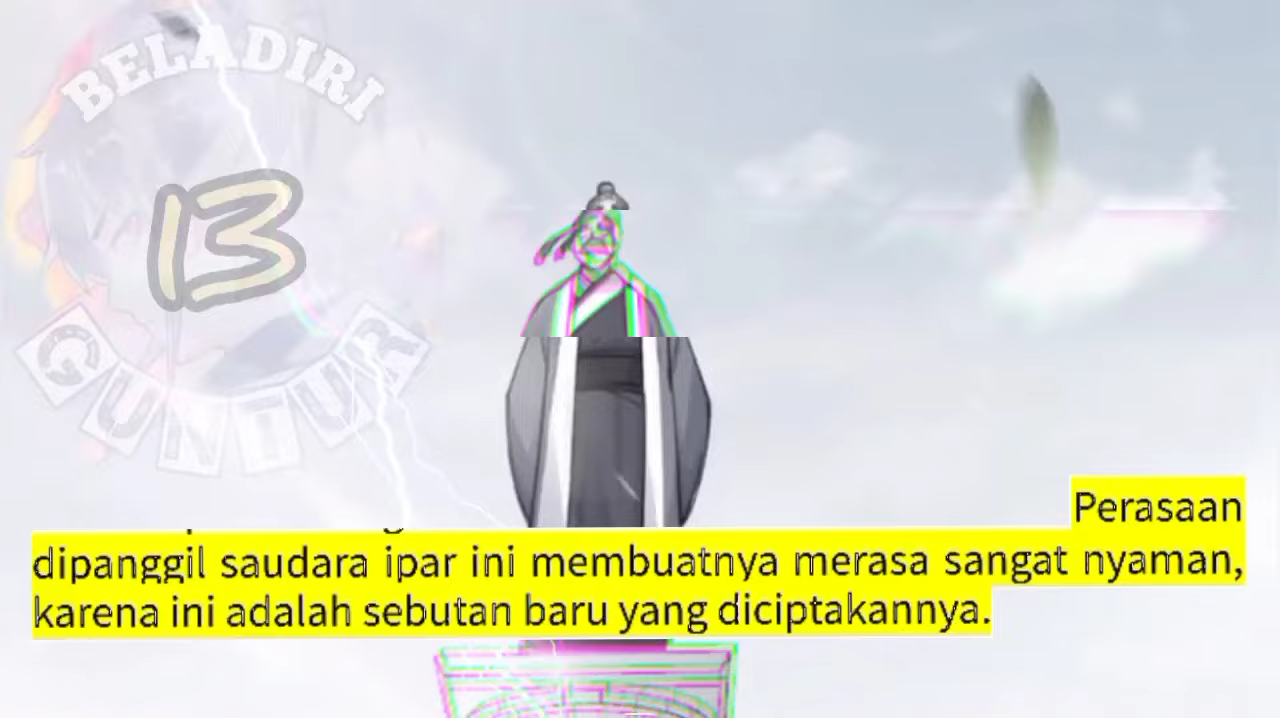 BELADIRI
13
GUNTUR
Perasaan
dipanggil saudara ipar ini membuatnya merasa sangat nyaman,
karena ini adalah sebutan baru yang diciptakannya.